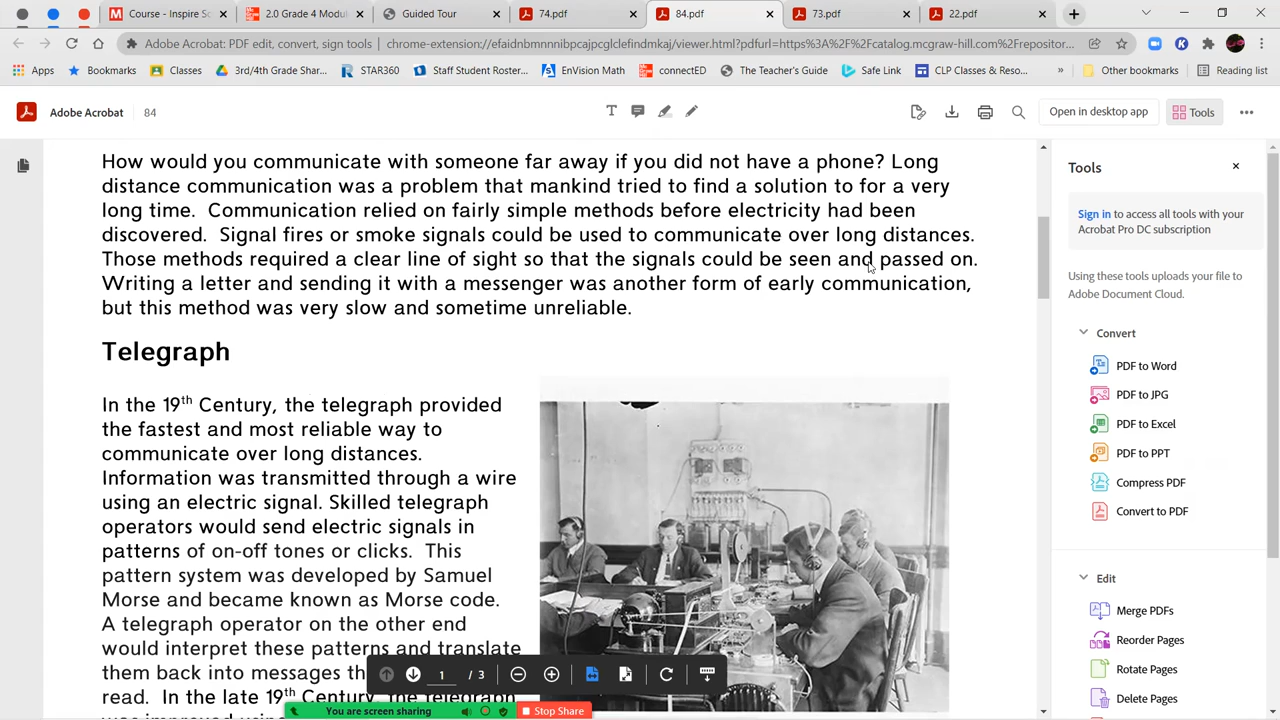 Course - Inspire Sc
2.0 Grade 4 Modul
Guided Tour
74.pdf
84.pdf
73.pdf
22.pdf
Adobe Acrobat: PDF edit, convert, sign tools | chrome-extension://efaidnbmnnnibpcajpcglclefindmkaj/viewer.html?pdfurl=https%3A%2F%2Fcatalog.mcgraw-hill.com%2Frepositor...
Apps
Bookmarks
Classes
3rd/4th Grade Shar...
RS 360
Staff Student Roster...
EnVision Math
connectED
The Teacher's Guide
Safe Link
CLP Classes & Reso...
Other bookmarks
Reading list
Adobe Acrobat 84
Open in desktop app
Tools
How would you communicate with someone far away if you did not have a phone? Long
distance communication was a problem that mankind tried to find a solution to for a very
long time. Communication relied on fairly simple methods before electricity had been
discovered. Signal fires or smoke signals could be used to communicate over long distances.
Those methods required a clear line of sight so that the signals could be seen and passed on.
Writing a letter and sending it with a messenger was another form of early communication,
but this method was very slow and sometime unreliable.
Telegraph
In the 19th Century, the telegraph provided
the fastest and most reliable way to
communicate over long distances.
Information was transmitted through a wire
using an electric signal. Skilled telegraph
operators would send electric signals in
patterns of on-off tones or clicks. This
pattern system was developed by Samuel
Morse and became known as Morse code.
A telegraph operator on the other end
would interpret these patterns and translate
them back into messages th
read. In the late 19th Century, the telegraph
1 / 3
You are screen sharing
Stop Share
Tools
Sign in to access all tools with your
Acrobat Pro DC subscription
Using these tools uploads your file to
Adobe Document Cloud.
Convert
PDF to Word
PDF to JPG
PDF to Excel
PDF to PPT
Compress PDF
Convert to PDF
Edit
Merge PDFs
Reorder Pages
Rotate Pages
Delete Pages